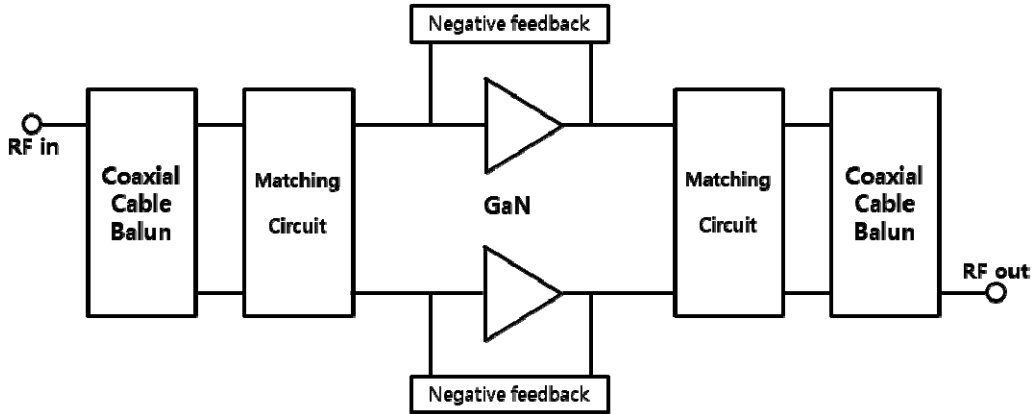 Negative feedback
RF in
Coaxial
Cable
Balun
Matching
Circuit
GaN
Matching
Circuit
Coaxial
Cable
Balun
RF out
Negative feedback